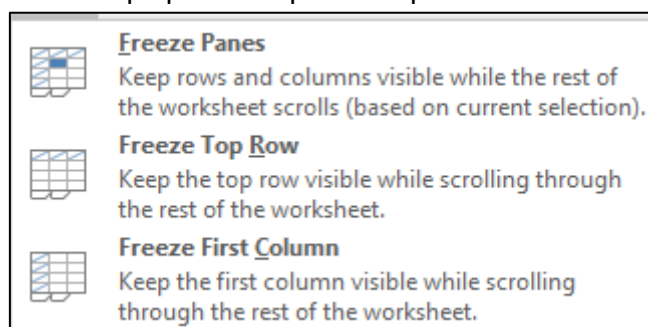 Freeze Panes
Keep rows and columns visible while the rest of
the worksheet scrolls (based on current selection).
Freeze Top Row
Keep the top row visible while scrolling through
the rest of the worksheet.
Freeze First Column
Keep the first column visible while scrolling
through the rest of the worksheet.